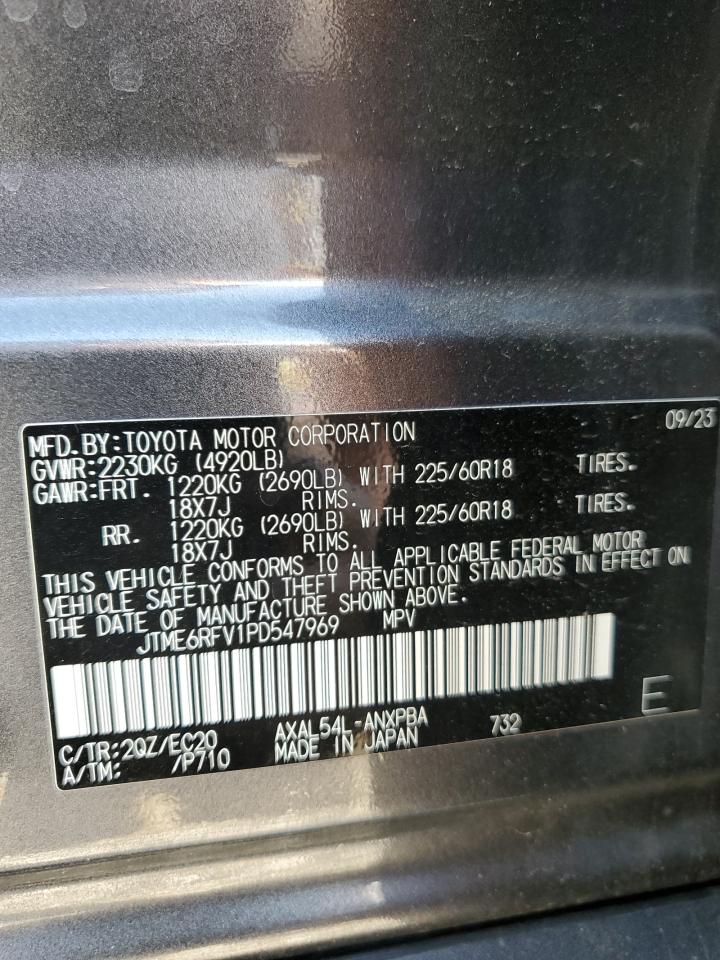 09/23
MFD.BY:TOYOTA MOTOR CORPORATION
GVWR:2230KG (4920LB)
GAWR:FRT. 1220KG (2690LB) WITH 225/60R18 TIRES.
18X7J RIMS.
RR. 1220KG (2690LB) WITH 225/60R18 TIRES.
18X7J RIMS.
THIS VEHICLE CONFORMS TO ALL APPLICABLE FEDERAL MOTOR
VEHICLE SAFETY AND THEFT PREVENTION STANDARDS IN EFFECT ON
THE DATE OF MANUFACTURE SHOWN ABOVE.
JTME6RFV1PD547969 MPV
C/TR:2QZ/EC20 AXAL54L-ANXPBA 732 E
A/TM: /P710 MADE IN JAPAN